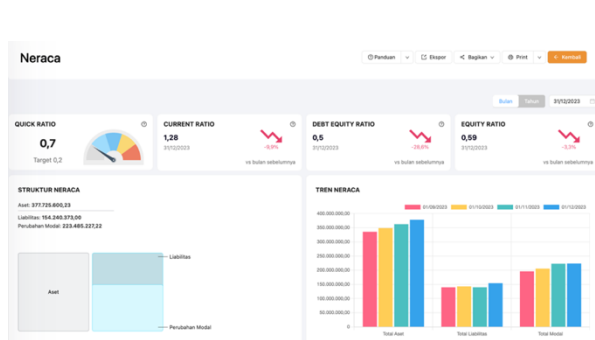 Neraca
Panduan
Ekspor
Bagikan
Print
Kembali
Bulan
Tahun
31/12/2023
QUICK RATIO
0,7
Target 0,2
CURRENT RATIO
1,28
31/12/2023
-9,9%
vs bulan sebelumnya
DEBT EQUITY RATIO
0,5
31/12/2023
-28,6%
vs bulan sebelumnya
EQUITY RATIO
0,59
31/12/2023
-3,3%
vs bulan sebelumnya
STRUKTUR NERACA
Aset: 377.725.600,23
Liabilitas: 154.240.373,00
Perubahan Modal: 223.485.227,22
Aset
Liabilitas
Perubahan Modal
TREN NERACA
01/09/2023
01/10/2023
01/11/2023
01/12/2023
400.000.000,00
350.000.000,00
300.000.000,00
250.000.000,00
200.000.000,00
150.000.000,00
100.000.000,00
50.000.000,00
0
Total Aset
Total Liabilitas
Total Modal